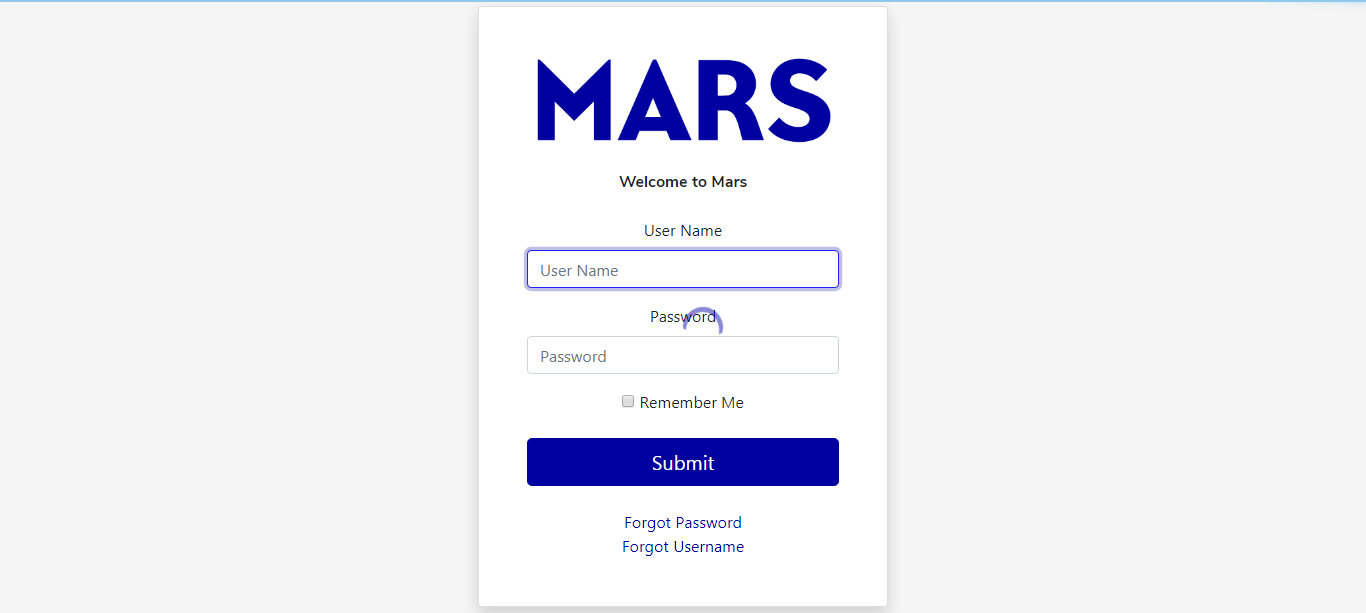 MARS
Welcome to Mars
User Name
User Name
Password
Password
Remember Me
Submit
Forgot Password
Forgot Username